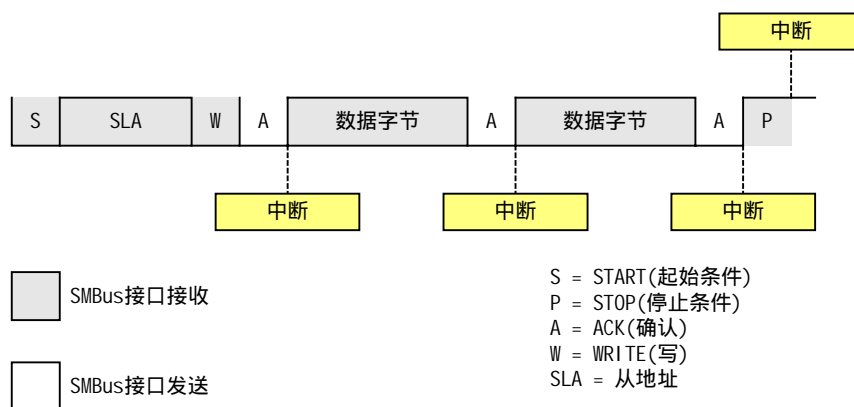 中断
S SLA W A 数据字节 A 数据字节 A P
中断 中断 中断
SMBus接口接收
SMBus接口发送
S = START(起始条件)
P = STOP(停止条件)
A = ACK(确认)
W = WRITE(写)
SLA = 从地址